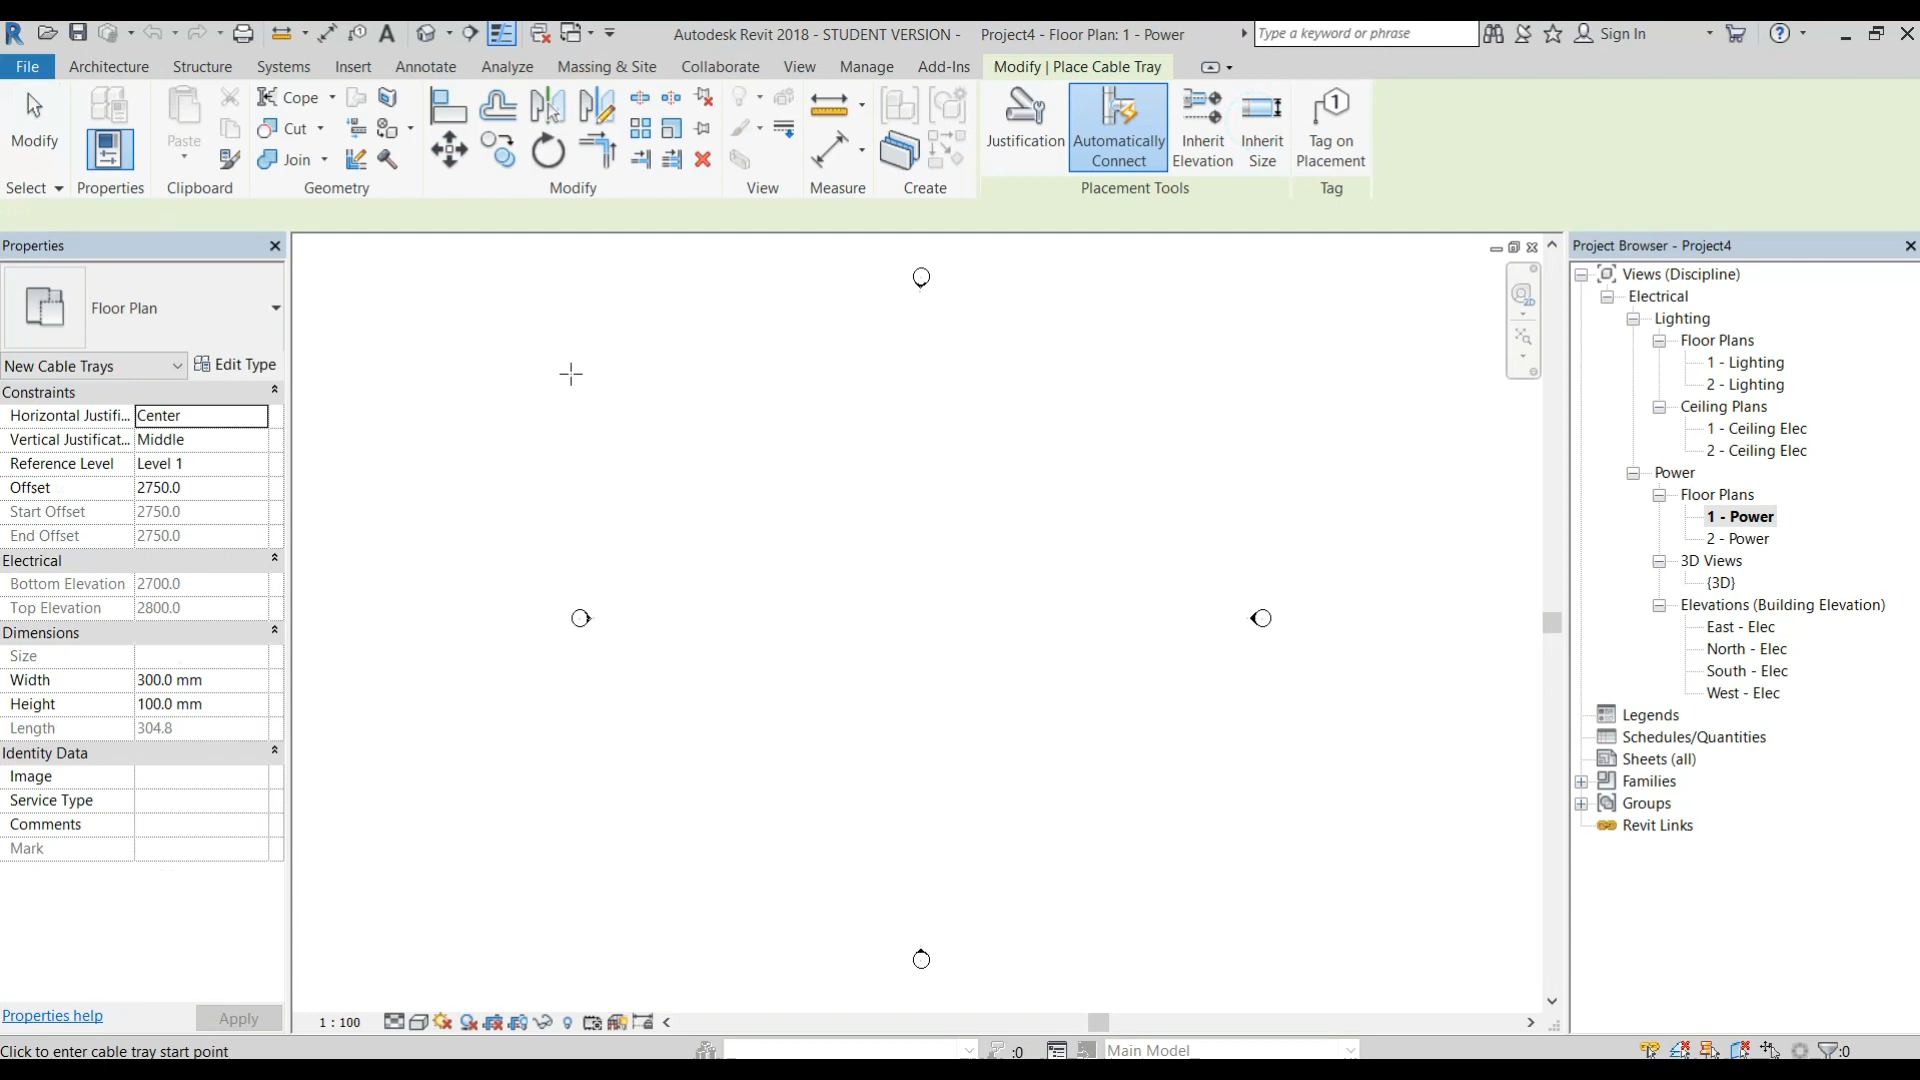 Autodesk Revit 2018 - STUDENT VERSION - Project4 - Floor Plan: 1 - Power
Type a keyword or phrase
Sign In
File Architecture Structure Systems Insert Annotate Analyze Massing & Site Collaborate View Manage Add-Ins Modify | Place Cable Tray
Modify
Paste
Cope
Cut
Join
Justification
Automatically Connect
Inherit Elevation
Inherit Size
Tag on Placement
Select Properties Clipboard Geometry Modify View Measure Create Placement Tools Tag
Properties
Floor Plan
New Cable Trays Edit Type
Constraints
Horizontal Justifi... Center
Vertical Justificat... Middle
Reference Level Level 1
Offset 2750.0
Start Offset 2750.0
End Offset 2750.0
Electrical
Bottom Elevation 2700.0
Top Elevation 2800.0
Dimensions
Size
Width 300.0 mm
Height 100.0 mm
Length 304.8
Identity Data
Image
Service Type
Comments
Mark
Properties help Apply
1 : 100
2D
Project Browser - Project4
Views (Discipline)
Electrical
Lighting
Floor Plans
1 - Lighting
2 - Lighting
Ceiling Plans
1 - Ceiling Elec
2 - Ceiling Elec
Power
Floor Plans
1 - Power
2 - Power
3D Views
{3D}
Elevations (Building Elevation)
East - Elec
North - Elec
South - Elec
West - Elec
Legends
Schedules/Quantities
Sheets (all)
Families
Groups
Revit Links
Click to enter cable tray start point
:0
Main Model
:0